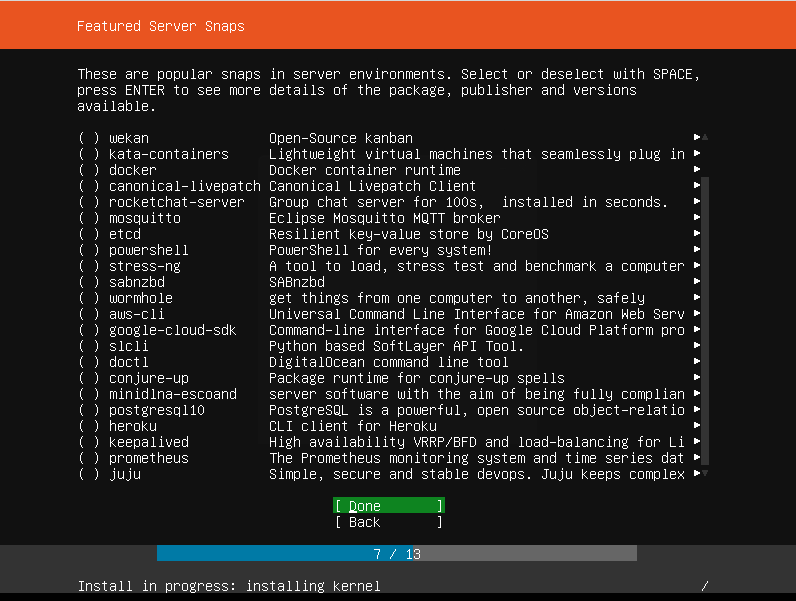 Featured Server Snaps
These are popular snaps in server environments. Select or deselect with SPACE,
press ENTER to see more details of the package, publisher and versions
available.
( ) wekan Open-Source kanban ▸
( ) kata-containers Lightweight virtual machines that seamlessly plug in ▸
( ) docker Docker container runtime ▸
( ) canonical-livepatch Canonical Livepatch Client ▸
( ) rocketchat-server Group chat server for 100s,  installed in seconds. ▸
( ) mosquitto Eclipse Mosquitto MQTT broker ▸
( ) etcd Resilient key-value store by CoreOS ▸
( ) powershell PowerShell for every system! ▸
( ) stress-ng A tool to load, stress test and benchmark a computer ▸
( ) sabnzbd SABnzbd ▸
( ) wormhole get things from one computer to another, safely ▸
( ) aws-cli Universal Command Line Interface for Amazon Web Serv ▸
( ) google-cloud-sdk Command-line interface for Google Cloud Platform pro ▸
( ) slcli Python based SoftLayer API Tool. ▸
( ) doctl DigitalOcean command line tool ▸
( ) conjure-up Package runtime for conjure-up spells ▸
( ) minidlna-escoand server software with the aim of being fully complian ▸
( ) postgresql10 PostgreSQL is a powerful, open source object-relatio ▸
( ) heroku CLI client for Heroku ▸
( ) keepalived High availability VRRP/BFD and load-balancing for Li ▸
( ) prometheus The Prometheus monitoring system and time series dat ▸
( ) juju Simple, secure and stable devops. Juju keeps complex ▸
[ Done ]
[ Back ]
7 / 13
Install in progress: installing kernel /